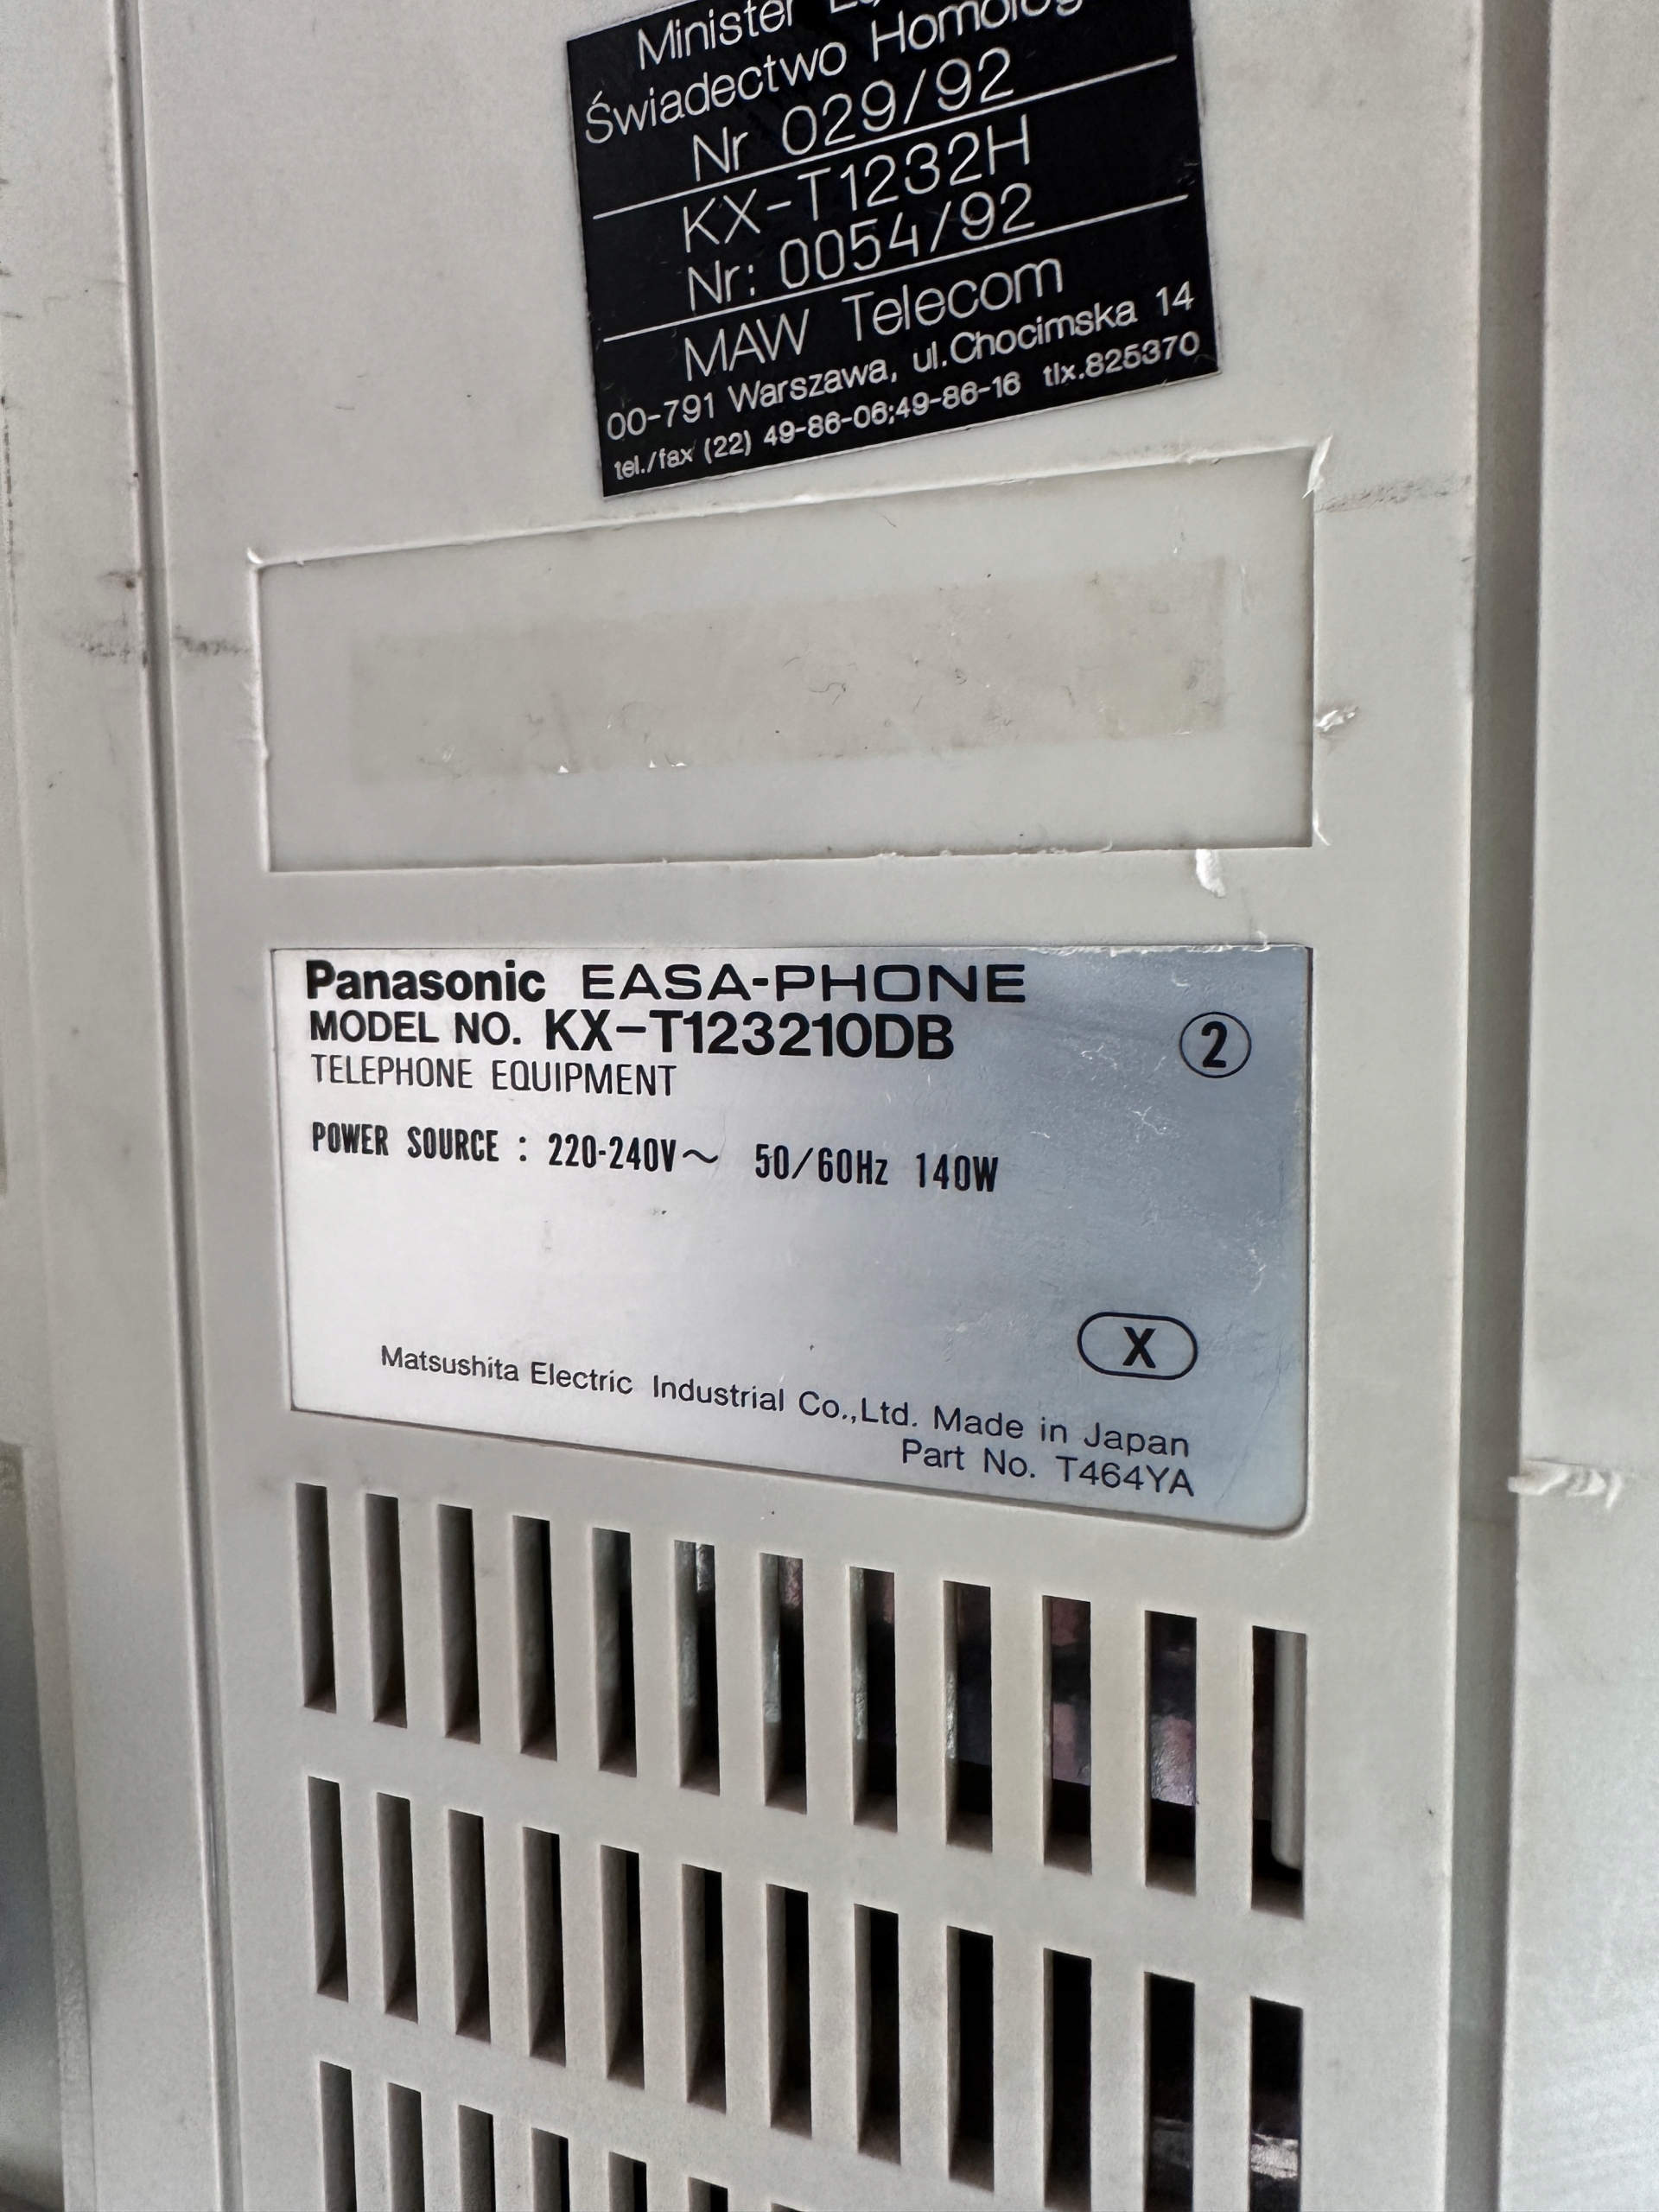 Minister
Świadectwo
Nr 029/92
KX-T1232H
Nr: 0054/92
MAW Telecom
00-791 Warszawa, ul.Chocimska 14
tel./fax (22) 49-86-06;49-86-16 tlx.825370
Panasonic EASA-PHONE
MODEL NO. KX-T123210DB
2
TELEPHONE EQUIPMENT
POWER SOURCE : 220-240V~ 50/60Hz 140W
X
Matsushita Electric Industrial Co.,Ltd. Made in Japan
Part No. T464YA